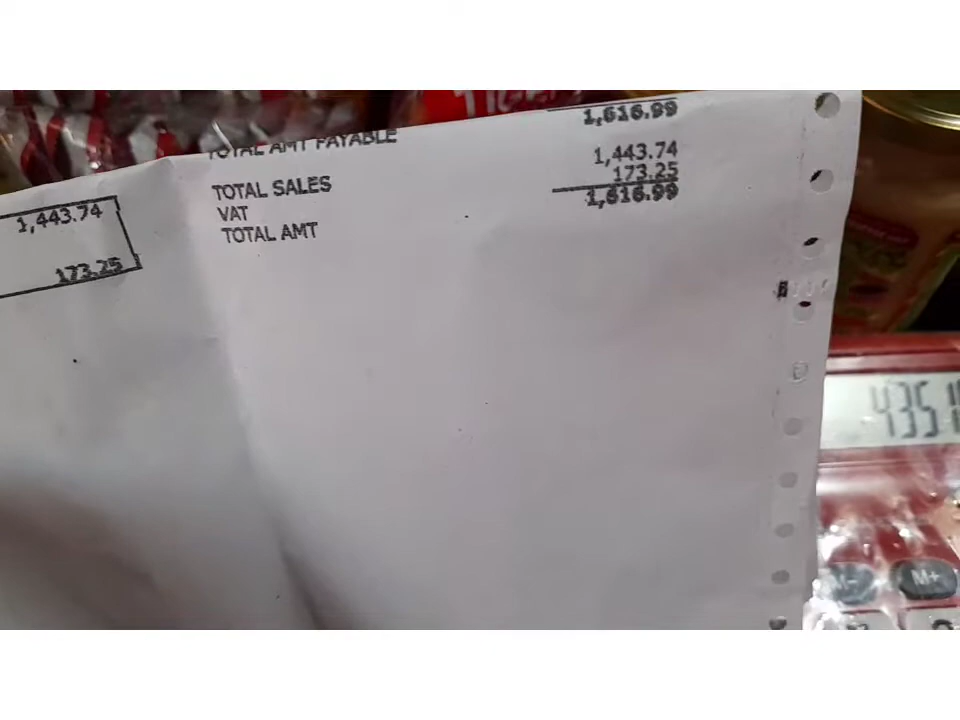 1,616.99
TOTAL AMT PAYABLE
TOTAL SALES 1,443.74
VAT 173.25
TOTAL AMT 1,616.99
1,443.74
173.25
4351
M+